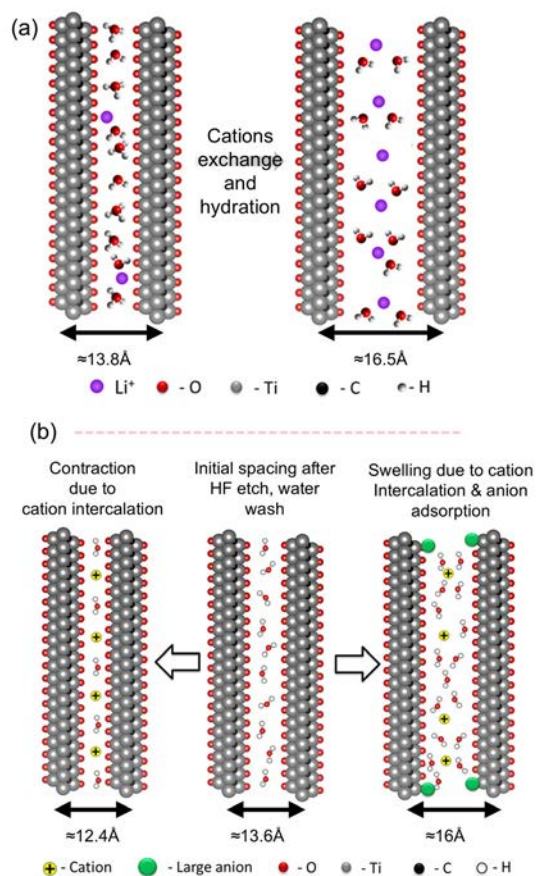 (a)
Cations
exchange
and
hydration
≈13.8Å
≈16.5Å
Li⁺ - O - Ti - C - H
(b)
Contraction
due to
cation intercalation
Initial spacing after
HF etch, water
wash
Swelling due to cation
Intercalation & anion
adsorption
+
+
+
+
+
+
+
+
≈12.4Å
≈13.6Å
≈16Å
+ - Cation - Large anion - O - Ti - C - H